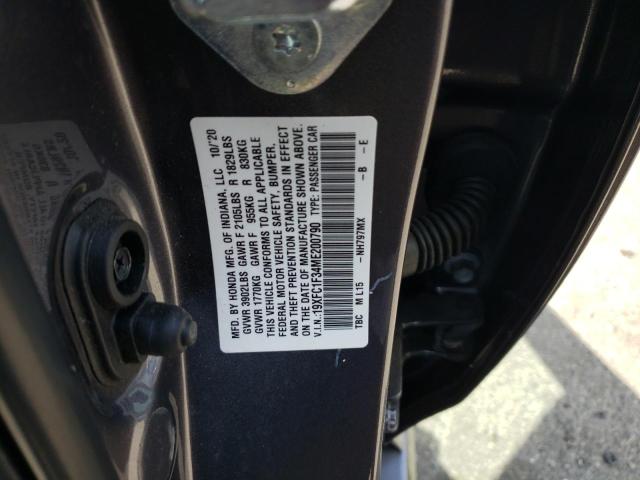 MFD. BY HONDA MFG. OF INDIANA, LLC 10/'20
GVWR 3902LBS GAWR F 2105LBS R 1829LBS
GVWR 1770KG GAWR F 955KG R 830KG
THIS VEHICLE CONFORMS TO ALL APPLICABLE
FEDERAL MOTOR VEHICLE SAFETY, BUMPER,
AND THEFT PREVENTION STANDARDS IN EFFECT
ON THE DATE OF MANUFACTURE SHOWN ABOVE.
V.I.N.:19XFC1F34ME200790 TYPE: PASSENGER CAR
TBC M L15 –NH797MX –B –E